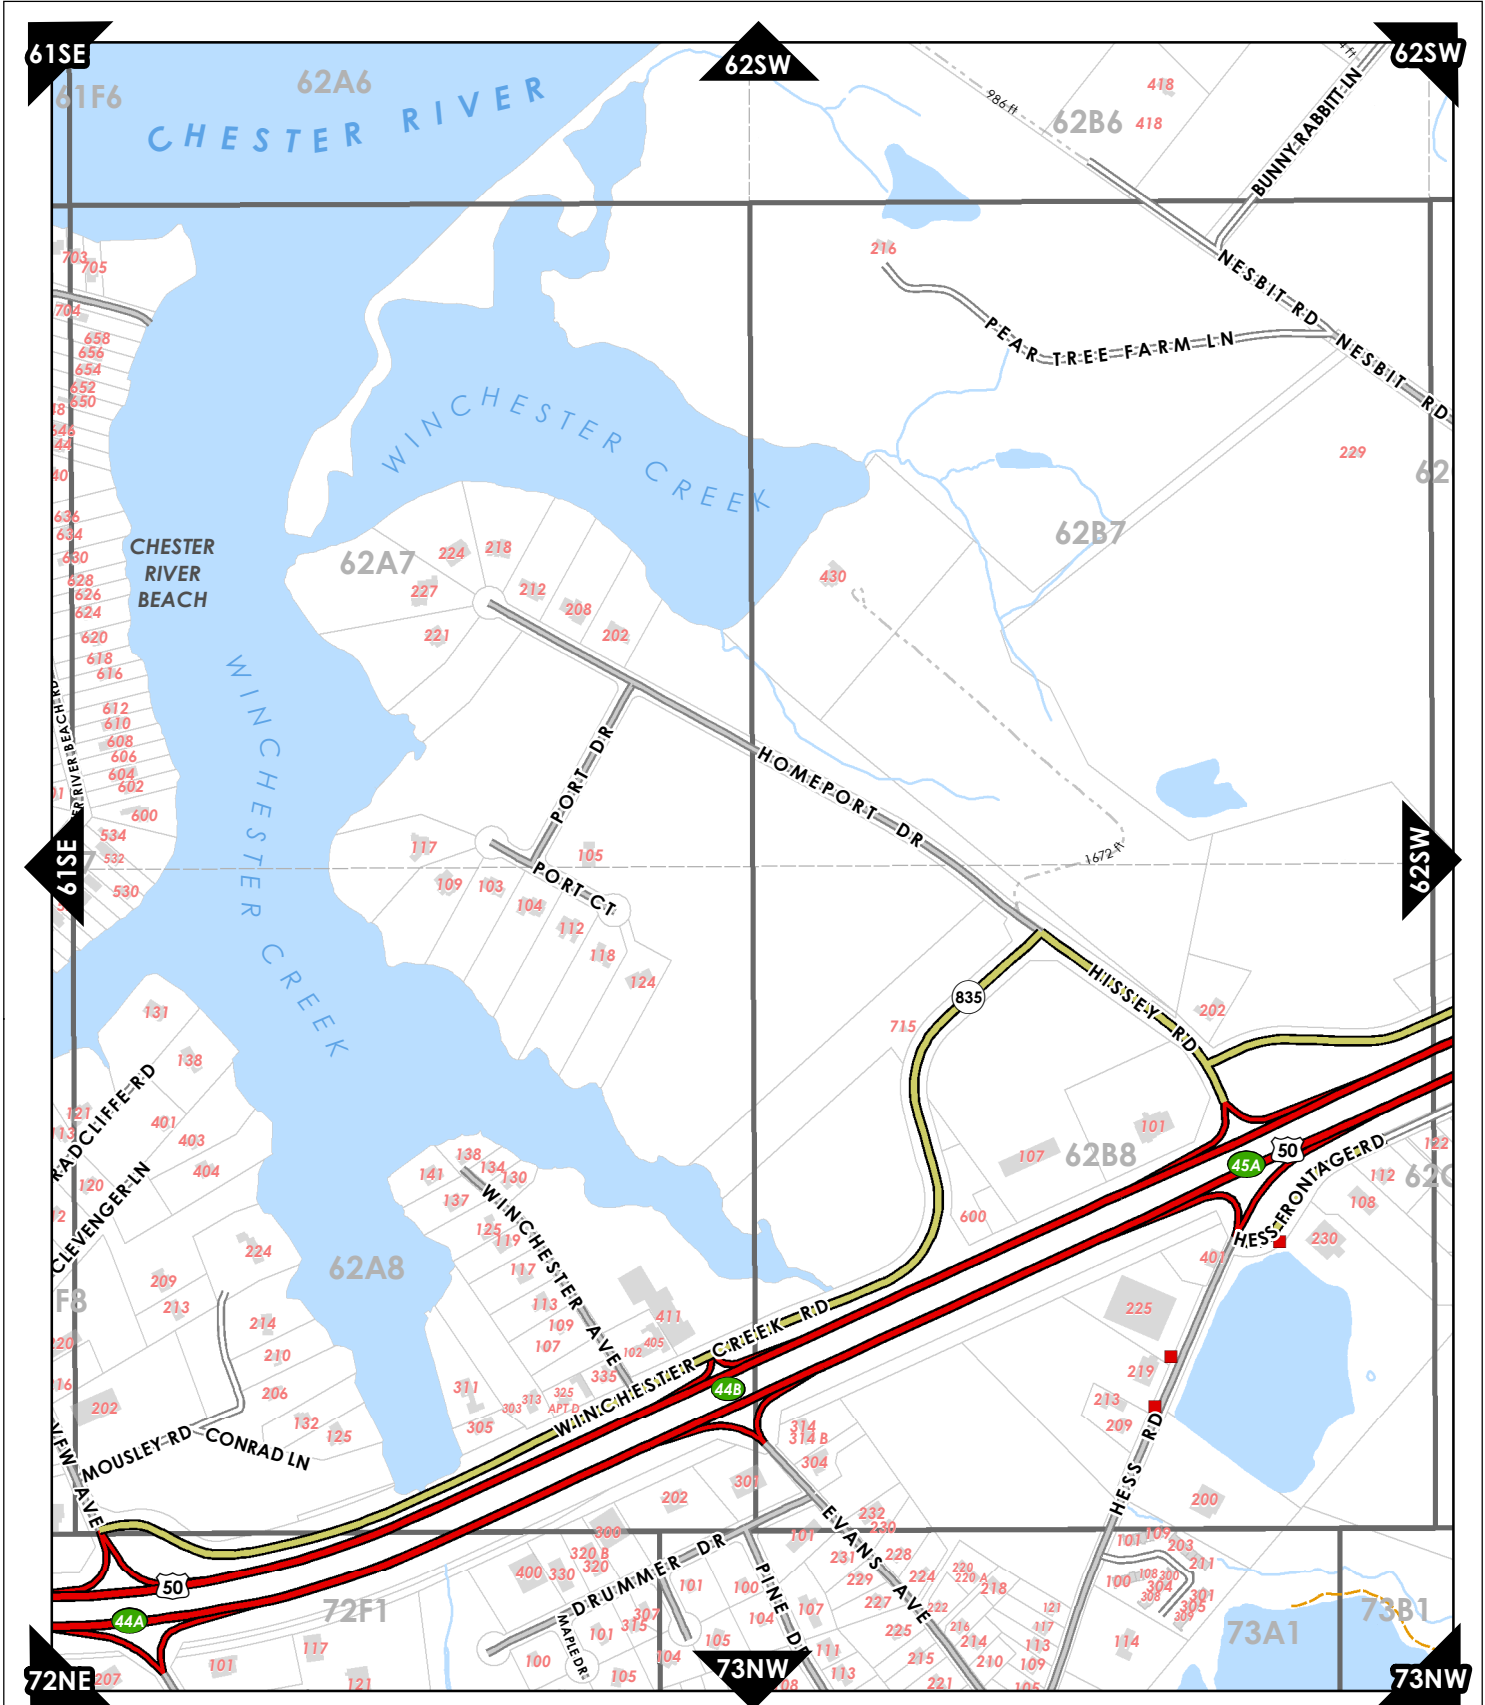 61SE
62SW
62SW
61F6
62A6
CHESTER RIVER
986 ft
62B6
418
418
BUNNY RABBITT LN
703
705
704
216
NESBIT RD
NESBIT RD
PEAR TREE FARM LN
658
656
654
652
650
WINCHESTER CREEK
229
62
62B7
636
634
630
628
626
624
620
618
616
612
610
608
606
604
602
600
534
532
530
CHESTER
RIVER
BEACH
62A7
224
218
227
212
208
221
202
430
WINCHESTER CREEK
PORT DR
HOMEPORT DR
61SE
62SW
117
105
1672 ft
109
103
PORT CT
104
112
118
124
835
HISSEY RD
202
715
131
138
RADCLIFFE RD
121
401
403
404
120
CLEVENGER LN
101
107
62B8
50
45A
HESS FRONTAGE RD
122
112
108
600
401
230
138
134
130
141
137
125
119
117
113
109
107
WINCHESTER AVE
224
209
213
62A8
F8
214
210
206
132
125
202
MOUSLEY RD
CONRAD LN
411
405
102
335
325
APT D
313
303
311
305
WINCHESTER CREEK RD
44B
225
219
213
209
HESS RD
200
314
314 B
304
301
202
300
232
230
VFW AVE
50
44A
72F1
400
330
320 B
320
DRUMMER DR
MAPLE DR
307
315
101
101
100
105
104
105
117
101
121
207
PINE DR
100
104
101
107
111
113
EVANS AVE
231
229
227
228
224
222
225
215
221
220
220 A
218
216
214
210
121
117
113
109
105
101
109
203
211
100
108
300
304
308
301
305
309
114
73A1
73B1
72NE
73NW
73NW